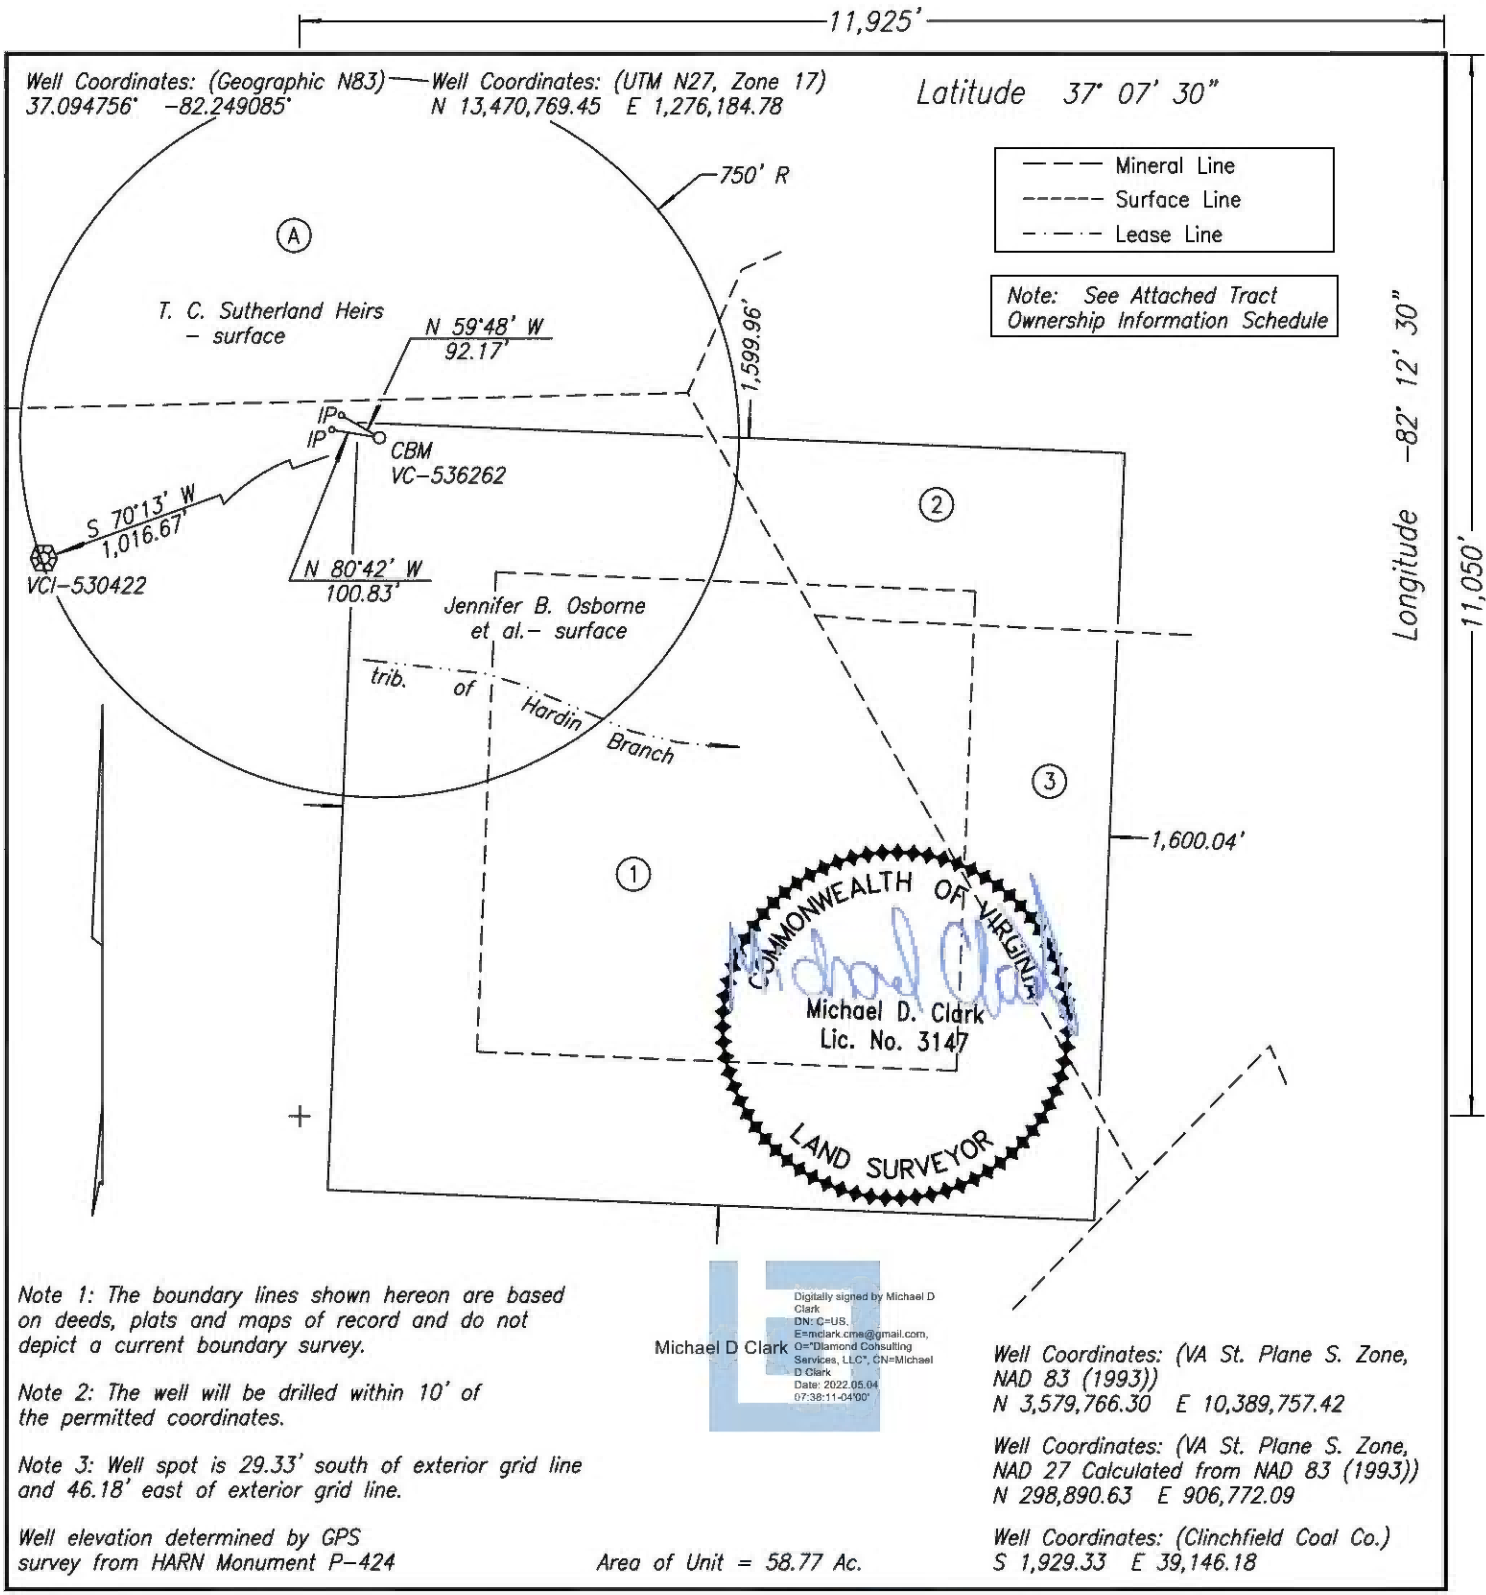 11,925'
Well Coordinates: (Geographic N83)
37.094756° -82.249085°
Well Coordinates: (UTM N27, Zone 17)
N 13,470,769.45 E 1,276,184.78
Latitude 37° 07' 30"
750' R
Mineral Line
Surface Line
Lease Line
Note: See Attached Tract
Ownership Information Schedule
A
T. C. Sutherland Heirs
- surface
N 59°48' W
92.17'
1,599.96'
Longitude -82° 12' 30"
11,050'
IP
IP
CBM
VC-536262
S 70°13' W
1,016.67'
VCI-530422
N 80°42' W
100.83'
2
Jennifer B. Osborne
et al.- surface
trib. of Hardin Branch
3
1,600.04'
1
COMMONWEALTH OF VIRGINIA
Michael D. Clark
Lic. No. 3147
LAND SURVEYOR
Note 1: The boundary lines shown hereon are based
on deeds, plats and maps of record and do not
depict a current boundary survey.
Note 2: The well will be drilled within 10' of
the permitted coordinates.
Note 3: Well spot is 29.33' south of exterior grid line
and 46.18' east of exterior grid line.
Well elevation determined by GPS
survey from HARN Monument P-424
Michael D Clark
Digitally signed by Michael D
Clark
DN: C=US,
E=mclark.cme@gmail.com,
O="Diamond Consulting
Services, LLC", CN=Michael
D Clark
Date: 2022.05.04
07:38:11-04'00'
Area of Unit = 58.77 Ac.
Well Coordinates: (VA St. Plane S. Zone,
NAD 83 (1993))
N 3,579,766.30 E 10,389,757.42
Well Coordinates: (VA St. Plane S. Zone,
NAD 27 Calculated from NAD 83 (1993))
N 298,890.63 E 906,772.09
Well Coordinates: (Clinchfield Coal Co.)
S 1,929.33 E 39,146.18